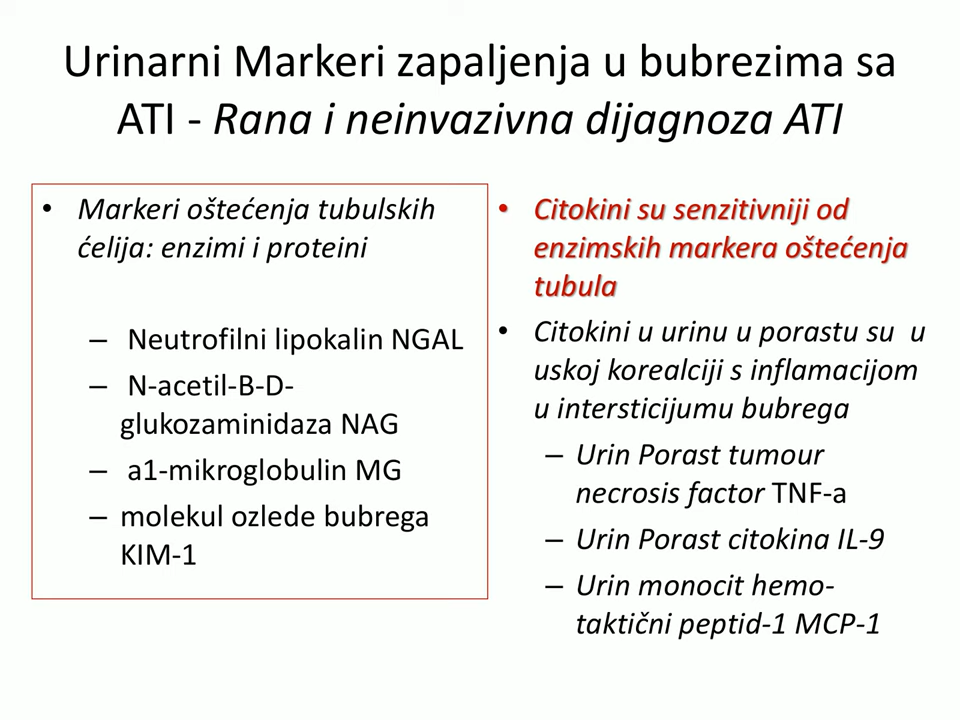 Urinarni Markeri zapaljenja u bubrezima sa
ATI - Rana i neinvazivna dijagnoza ATI
• Markeri oštećenja tubulskih
ćelija: enzimi i proteini
– Neutrofilni lipokalin NGAL
– N-acetil-B-D-
glukozaminidaza NAG
– a1-mikroglobulin MG
– molekul ozlede bubrega
KIM-1
• Citokini su senzitivniji od
enzimskih markera oštećenja
tubula
• Citokini u urinu u porastu su u
uskoj korealciji s inflamacijom
u intersticijumu bubrega
– Urin Porast tumour
necrosis factor TNF-a
– Urin Porast citokina IL-9
– Urin monocit hemo-
taktični peptid-1 MCP-1